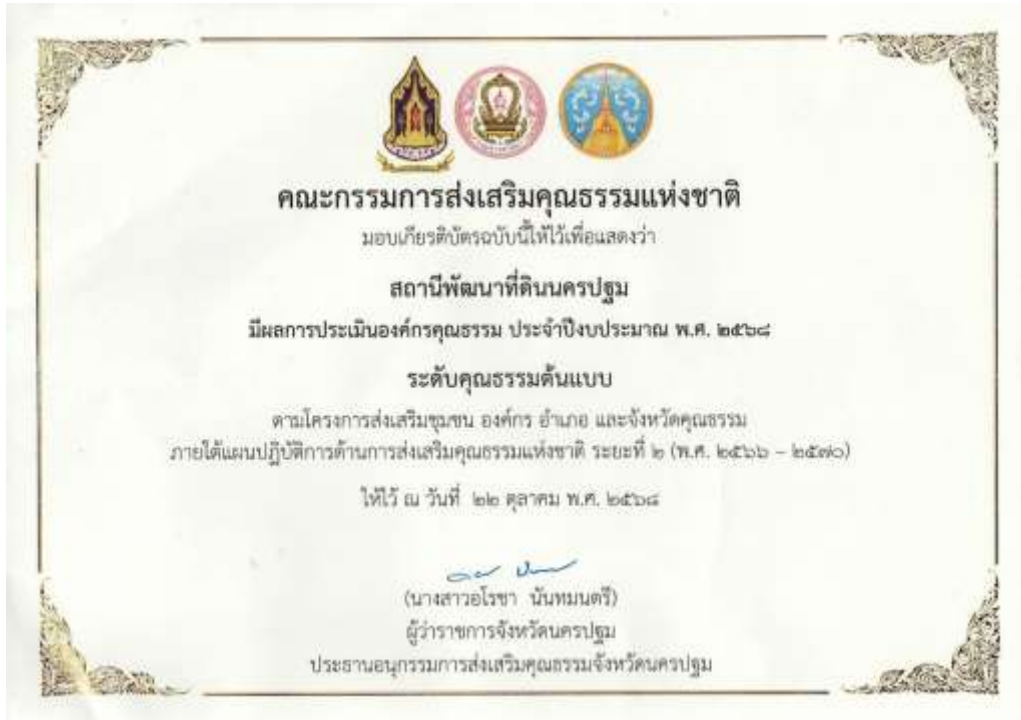 คณะกรรมการส่งเสริมคุณธรรมแห่งชาติ
มอบเกียรติบัตรฉบับนี้ให้ไว้เพื่อแสดงว่า
สถานีพัฒนาที่ดินนครปฐม
มีผลการประเมินองค์กรคุณธรรม ประจำปีงบประมาณ พ.ศ. ๒๕๖๘
ระดับคุณธรรมต้นแบบ
ตามโครงการส่งเสริมชุมชน องค์กร อำเภอ และจังหวัดคุณธรรม
ภายใต้แผนปฏิบัติการด้านการส่งเสริมคุณธรรมแห่งชาติ ระยะที่ ๒ (พ.ศ. ๒๕๖๖ – ๒๕๗๐)
ให้ไว้ ณ วันที่ ๒๒ ตุลาคม พ.ศ. ๒๕๖๘
(นางสาวอโรชา นันทมนตรี)
ผู้ว่าราชการจังหวัดนครปฐม
ประธานอนุกรรมการส่งเสริมคุณธรรมจังหวัดนครปฐม